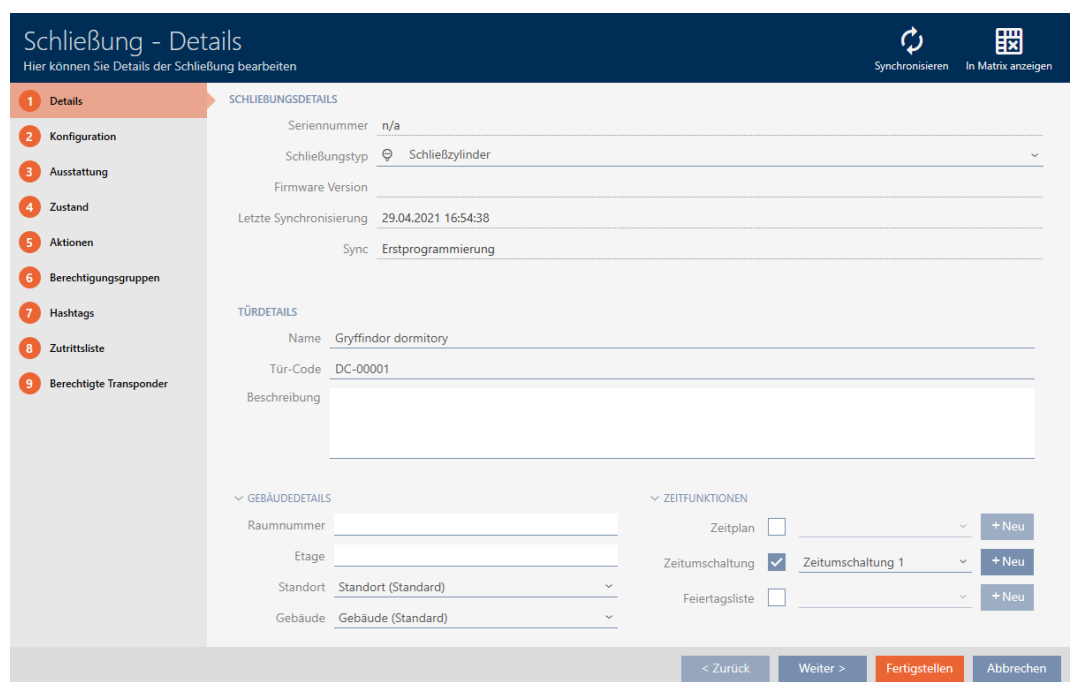 Schließung - Details
Hier können Sie Details der Schließung bearbeiten
Synchronisieren
In Matrix anzeigen
1 Details
2 Konfiguration
3 Ausstattung
4 Zustand
5 Aktionen
6 Berechtigungsgruppen
7 Hashtags
8 Zutrittsliste
9 Berechtigte Transponder
SCHLIEßUNGSDETAILS
Seriennummer n/a
Schließungstyp Schließzylinder
Firmware Version
Letzte Synchronisierung 29.04.2021 16:54:38
Sync Erstprogrammierung
TÜRDETAILS
Name Gryffindor dormitory
Tür-Code DC-00001
Beschreibung
GEBÄUDEDETAILS
Raumnummer
Etage
Standort Standort (Standard)
Gebäude Gebäude (Standard)
ZEITFUNKTIONEN
Zeitplan + Neu
Zeitumschaltung Zeitumschaltung 1 + Neu
Feiertagsliste + Neu
< Zurück Weiter > Fertigstellen Abbrechen